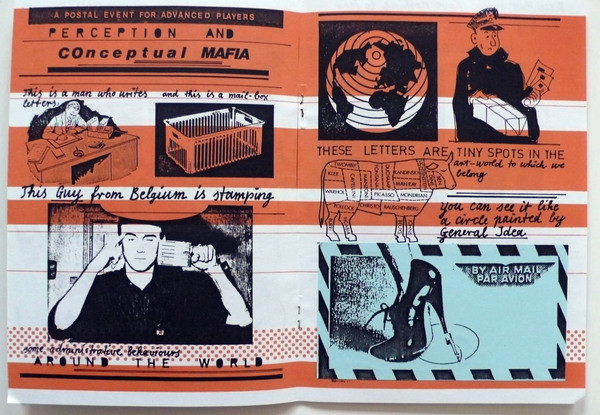 A POSTAL EVENT FOR ADVANCED PLAYERS
PERCEPTION AND
COnceptual MAFIA
This is a man who writes
letters
and this is a mail-box
This Guy from Belgium is stamping
some administrative behaviours
AROUND THE WORLD
THESE LETTERS ARE TINY SPOTS IN THE
art-world to which we
belong
TWOMBLY
KLEE
WARHOL
POLLOCK
PICASSO
MONDRIAN
KANDINSKY
MAN RAY
RAUSCHENBERG
you can see it like
a circle painted by
General Idea
BY AIR MAIL
PAR AVION